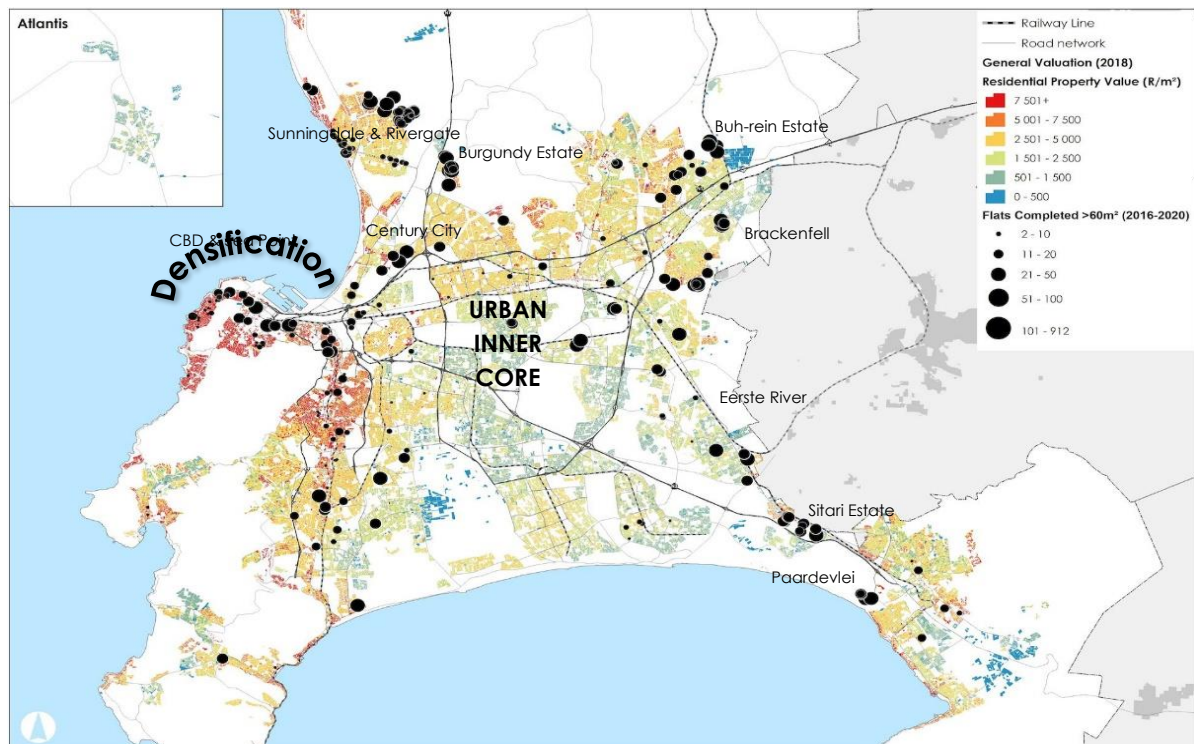 Atlantis
Railway Line
Road network
General Valuation (2018)
Residential Property Value (R/m²)
7 501+
5 001 - 7 500
2 501 - 5 000
1 501 - 2 500
501 - 1 500
0 - 500
Flats Completed >60m² (2016-2020)
2 - 10
11 - 20
21 - 50
51 - 100
101 - 912
Sunningdale & Rivergate
Buh-rein Estate
Burgundy Estate
Century City
Brackenfell
CBD & Sea Point
Densification
URBAN
INNER
CORE
Eerste River
Sitari Estate
Paardevlei